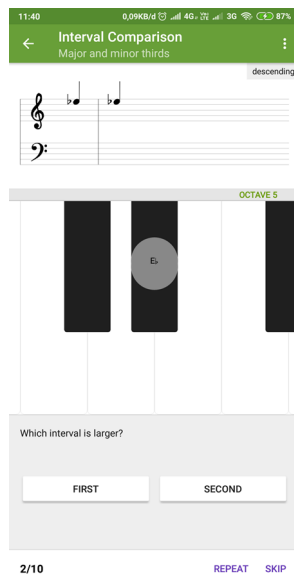 11:40 0,09KB/d 4G+ VoLTE 3G 87%
Interval Comparison
Major and minor thirds
descending
OCTAVE 5
E♭
Which interval is larger?
FIRST SECOND
2/10 REPEAT SKIP